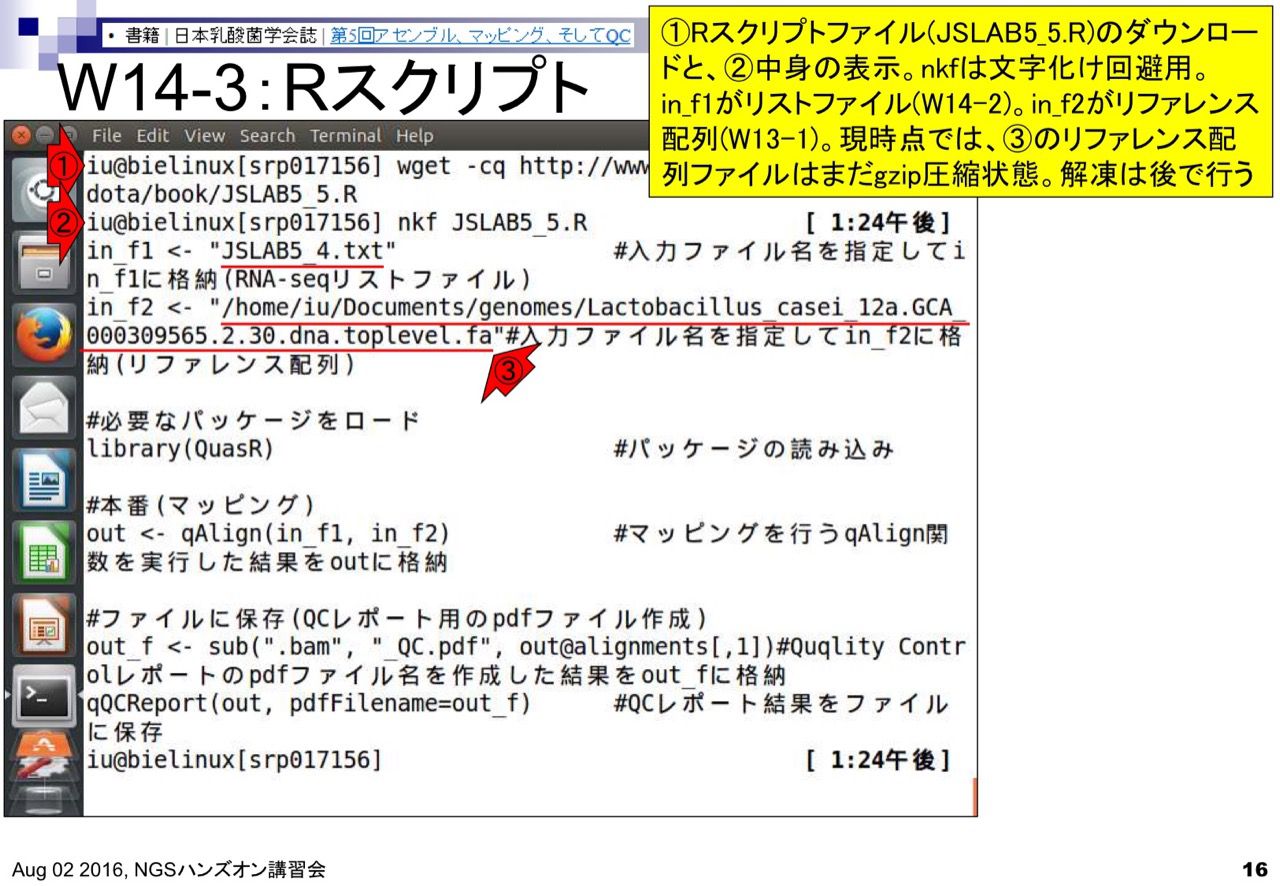 • 書籍 | 日本乳酸菌学会誌 | 第5回アセンブル、マッピング、そしてQC
W14-3：Rスクリプト
①Rスクリプトファイル(JSLAB5_5.R)のダウンロー
ドと、②中身の表示。nkfは文字化け回避用。
in_f1がリストファイル(W14-2)。in_f2がリファレンス
配列(W13-1)。現時点では、③のリファレンス配
列ファイルはまだgzip圧縮状態。解凍は後で行う
File Edit View Search Terminal Help
①
iu@bielinux[srp017156] wget -cq http://www
dota/book/JSLAB5_5.R
②
iu@bielinux[srp017156] nkf JSLAB5_5.R [ 1:24午後]
in_f1 <- "JSLAB5_4.txt" #入力ファイル名を指定してi
n_f1に格納(RNA-seqリストファイル)
in_f2 <- "/home/iu/Documents/genomes/Lactobacillus_casei_12a.GCA_
000309565.2.30.dna.toplevel.fa"#入力ファイル名を指定してin_f2に格
納(リファレンス配列)
③
#必要なパッケージをロード
library(QuasR) #パッケージの読み込み
#本番(マッピング)
out <- qAlign(in_f1, in_f2) #マッピングを行うqAlign関
数を実行した結果をoutに格納
#ファイルに保存(QCレポート用のpdfファイル作成)
out_f <- sub(".bam", "_QC.pdf", out@alignments[,1])#Quqlity Contr
olレポートのpdfファイル名を作成した結果をout_fに格納
qQCReport(out, pdfFilename=out_f) #QCレポート結果をファイル
に保存
iu@bielinux[srp017156] [ 1:24午後]
Aug 02 2016, NGSハンズオン講習会
16